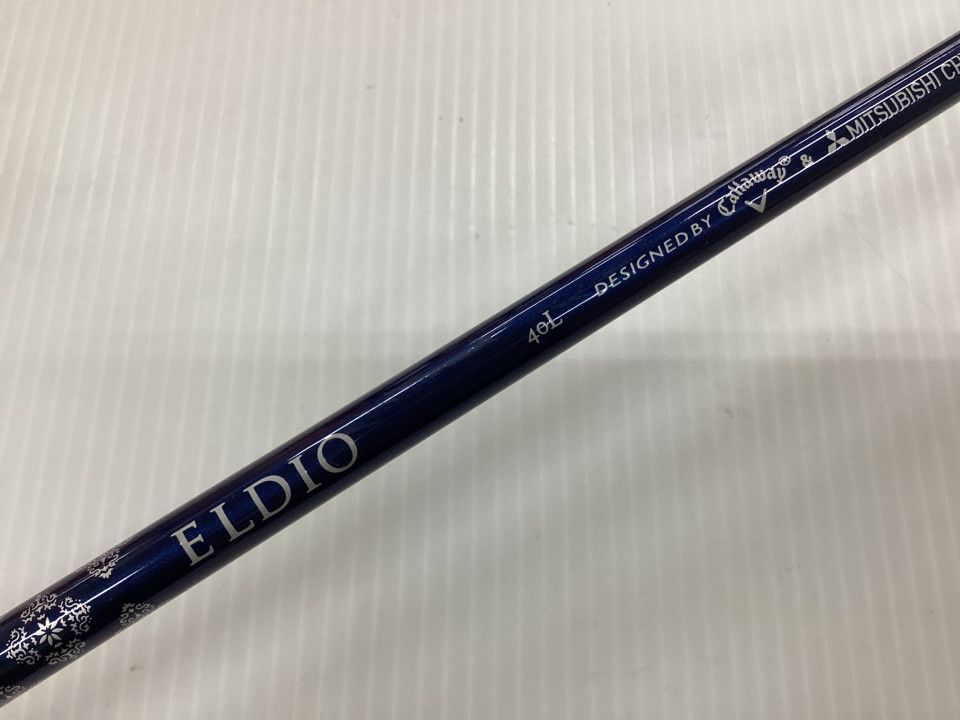 ELDIO 40L DESIGNED BY Callaway® & MITSUBISHI CH